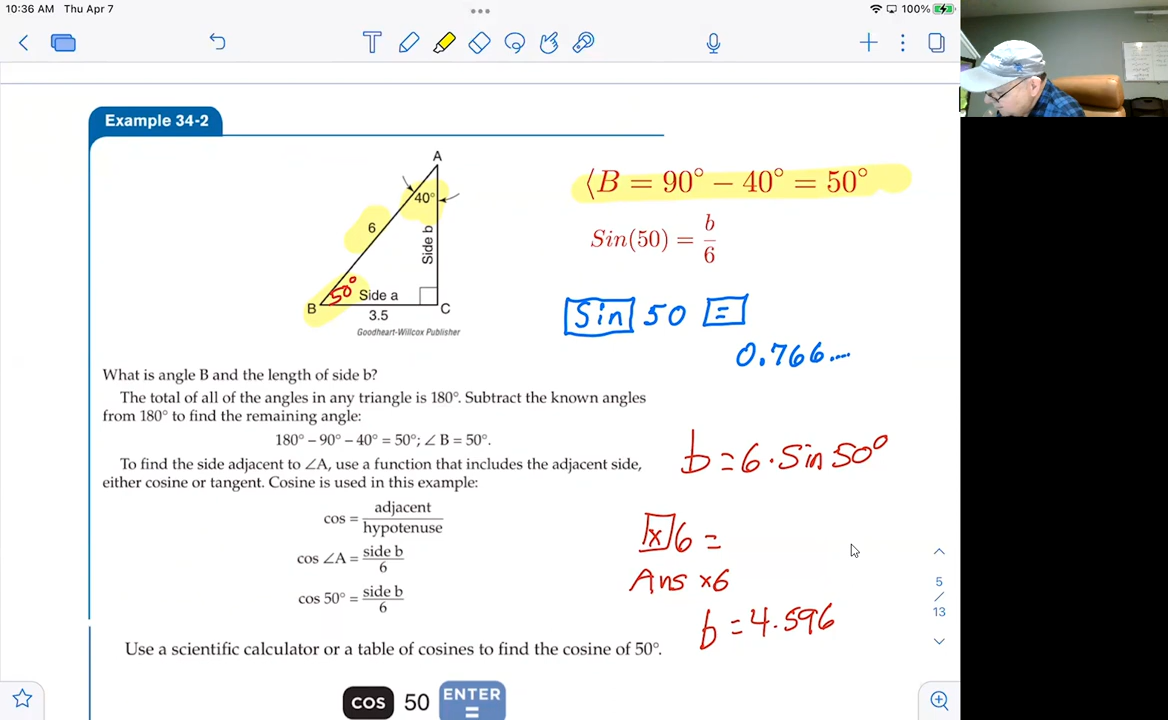 10:36 AM Thu Apr 7
100%
Example 34-2
A
40°
6
Side b
50°
Side a
B
C
3.5
Goodheart-Willcox Publisher
⟨B = 90° − 40° = 50°
Sin(50) = b/6
Sin 50 =
0.766....
b = 6 · Sin 50°
x 6 =
Ans x6
b = 4.596
What is angle B and the length of side b?
The total of all of the angles in any triangle is 180°. Subtract the known angles
from 180° to find the remaining angle:
180° – 90° – 40° = 50°; ∠ B = 50°.
To find the side adjacent to ∠A, use a function that includes the adjacent side,
either cosine or tangent. Cosine is used in this example:
cos = adjacent/hypotenuse
cos ∠A = side b/6
cos 50° = side b/6
Use a scientific calculator or a table of cosines to find the cosine of 50°.
COS 50 ENTER =
5
/
13